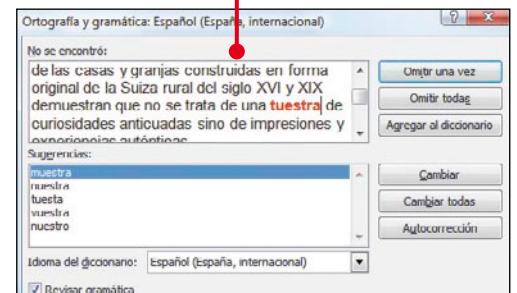 Ortografía y gramática: Español (España, internacional)
No se encontró:
de las casas y granjas construidas en forma
original de la Suiza rural del siglo XVI y XIX
demuestran que no se trata de una tuestra de
curiosidades anticuadas sino de impresiones y
experiencias auténticas
Omitir una vez
Omitir todas
Agregar al diccionario
Sugerencias:
muestra
nuestra
tuesta
vuestra
nuestro
Cambiar
Cambiar todas
Autocorrección
Idioma del diccionario: Español (España, internacional)
Revisar gramática